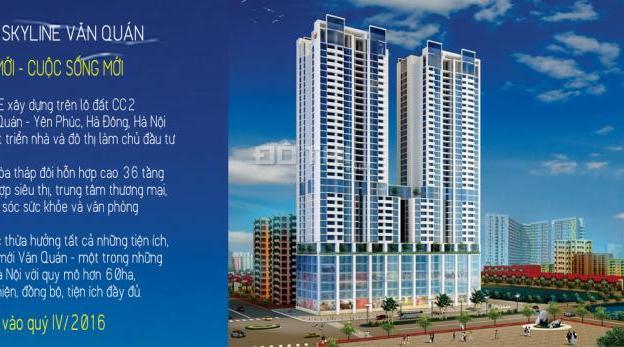 SKYLINE VĂN QUÁN
MỚI - CUỘC SỐNG MỚI
E xây dựng trên lô đất CC2
Quán - Yên Phúc, Hà Đông, Hà Nội
t triển nhà và đô thị làm chủ đầu tư
òa tháp đôi hỗn hợp cao 36 tầng
ợp siêu thị, trung tâm thương mại,
sóc sức khỏe và văn phòng
c thừa hưởng tất cả những tiện ích,
mới Văn Quán - một trong những
à Nội với quy mô hơn 60ha,
hiện, đồng bộ, tiện ích đầy đủ.
vào quý IV/2016